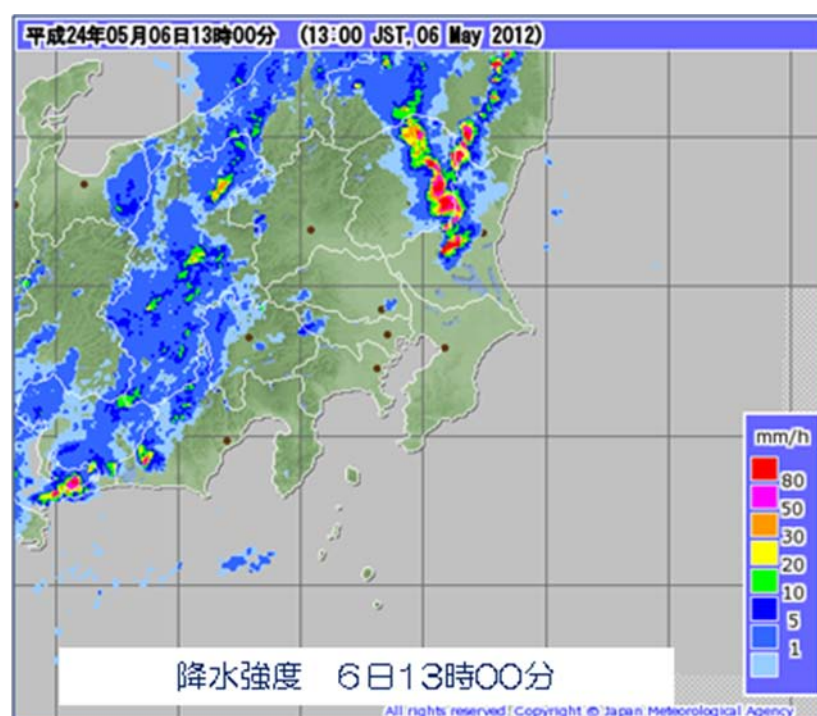 平成24年05月06日13時00分 (13:00 JST, 06 May 2012)
mm/h
80
50
30
20
10
5
1
降水強度 6日13時00分
All rights reserved. Copyright © Japan Meteorological Agency